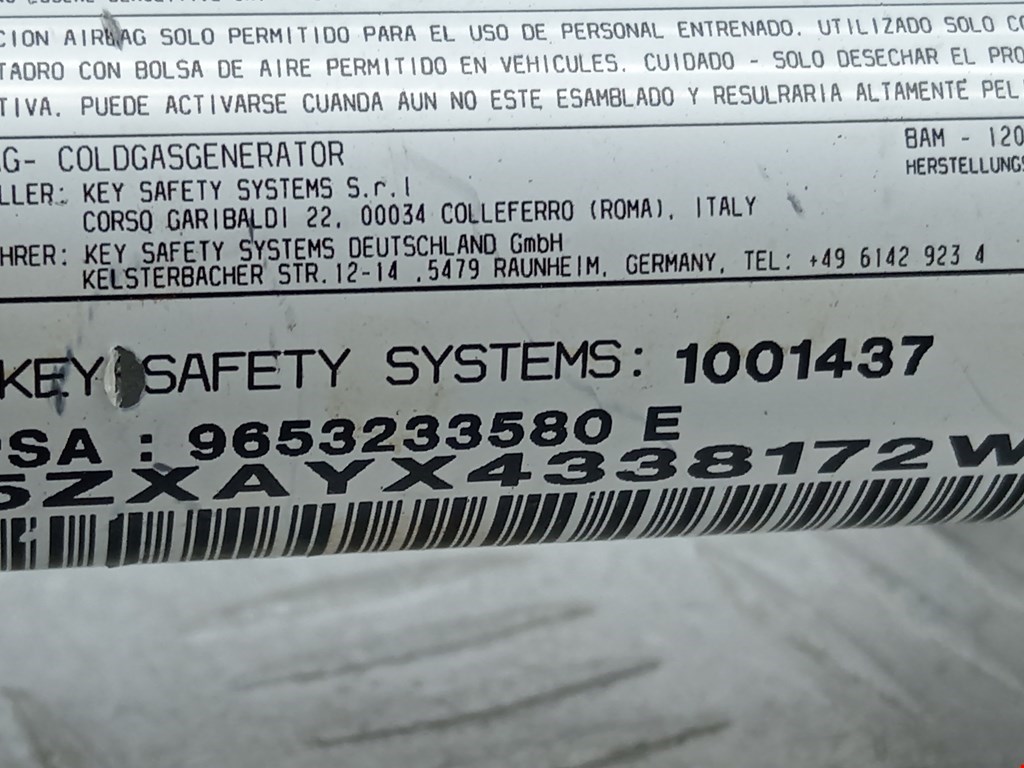 CION AIRBAG SOLO PERMITIDO PARA EL USO DE PERSONAL ENTRENADO. UTILIZADO SOLO CO
TADRO CON BOLSA DE AIRE PERMITIDO EN VEHICULES. CUIDADO - SOLO DESECHAR EL PRO
TIVA. PUEDE ACTIVARSE CUANDA AUN NO ESTE ESAMBLADO Y RESULRARIA ALTAMENTE PEL
G- COLDGASGENERATOR
BAM - 120
HERSTELLUNGS
LLER: KEY SAFETY SYSTEMS S.r.l
CORSO GARIBALDI 22, 00034 COLLEFERRO (ROMA), ITALY
HRER: KEY SAFETY SYSTEMS DEUTSCHLAND GmbH
KELSTERBACHER STR.12-14 .5479 RAUNHEIM, GERMANY, TEL: +49 6142 923 4
KEY SAFETY SYSTEMS: 1001437
PSA : 9653233580 E
5ZXAYX4338172W